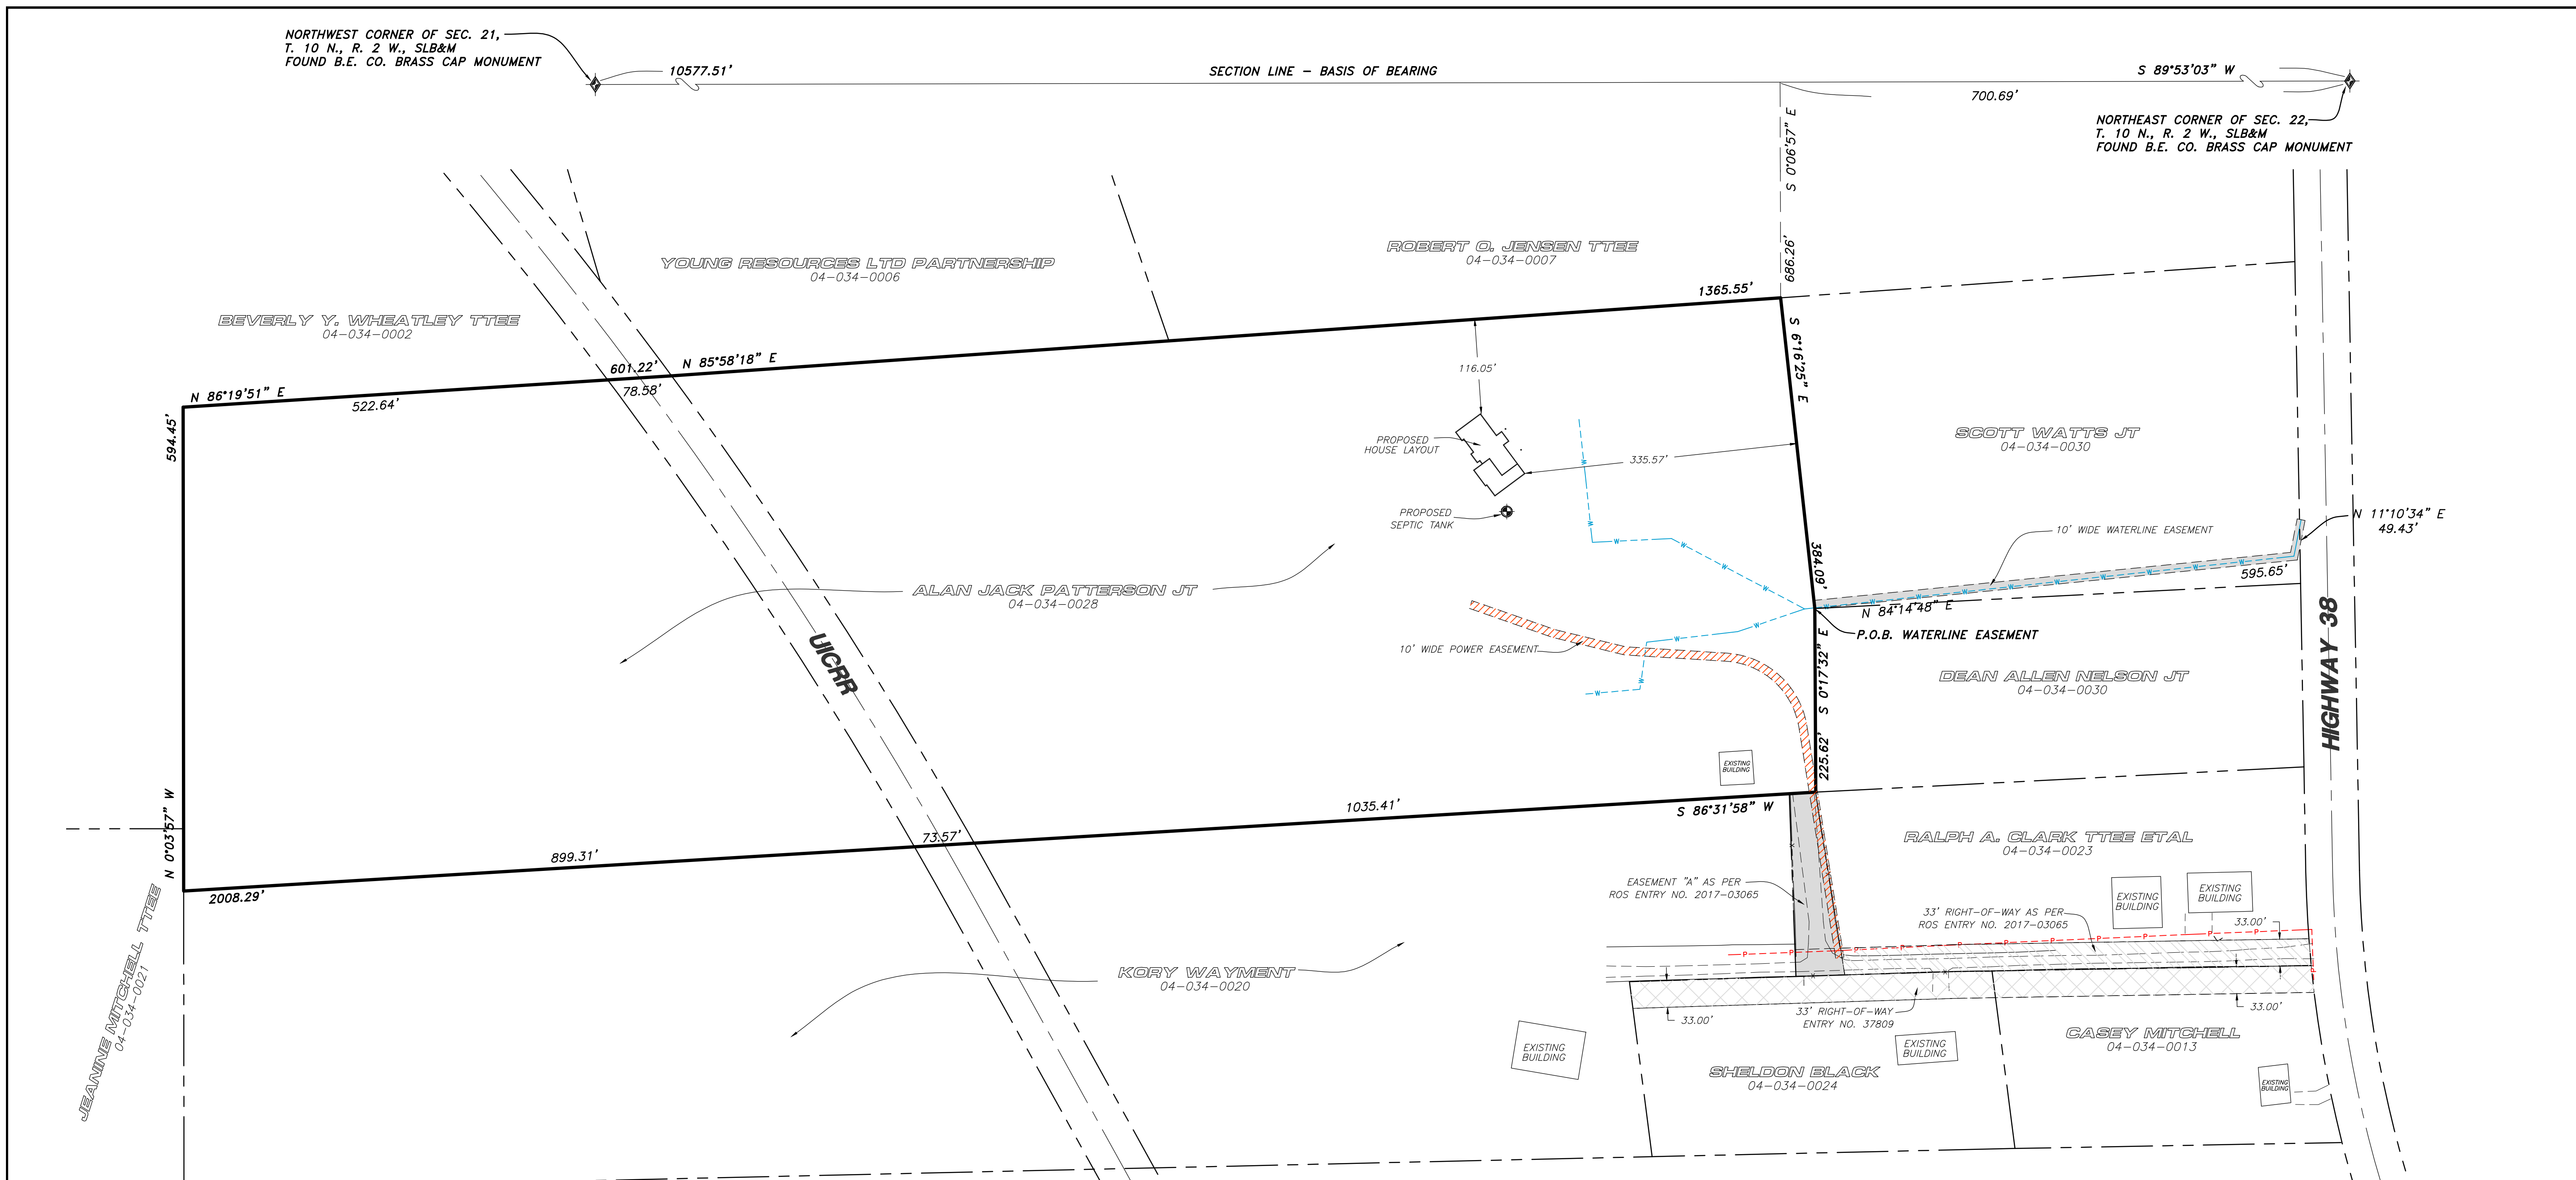 NORTHWEST CORNER OF SEC. 21,
T. 10 N., R. 2 W., SLB&M
FOUND B.E. CO. BRASS CAP MONUMENT
10577.51'
SECTION LINE - BASIS OF BEARING
S 89°53'03" W
700.69'
NORTHEAST CORNER OF SEC. 22,
T. 10 N., R. 2 W., SLB&M
FOUND B.E. CO. BRASS CAP MONUMENT
S 0°06'57" E
686.26'
BEVERLY Y. WHEATLEY TTEE
04-034-0002
YOUNG RESOURCES LTD PARTNERSHIP
04-034-0006
ROBERT O. JENSEN TTEE
04-034-0007
1365.55'
N 86°19'51" E
522.64'
601.22'
78.58'
N 85°58'18" E
594.45'
116.05'
S 6°16'25" E
384.09'
PROPOSED
HOUSE LAYOUT
335.57'
PROPOSED
SEPTIC TANK
W
W
W
W
W
W
W
W
W
W
W
SCOTT WATTS JT
04-034-0030
10' WIDE WATERLINE EASEMENT
N 11°10'34" E
49.43'
W
W
W
W
W
W
W
W
W
W
595.65'
N 84°14'48" E
P.O.B. WATERLINE EASEMENT
ALAN JACK PATTERSON JT
04-034-0028
UICRR
10' WIDE POWER EASEMENT
S 0°17'32" E
225.62'
DEAN ALLEN NELSON JT
04-034-0030
HIGHWAY 38
EXISTING
BUILDING
1035.41'
S 86°31'58" W
73.57'
899.31'
N 0°03'57" W
2008.29'
JEANINE MITCHELL TTEE
04-034-0021
RALPH A. CLARK TTEE ETAL
04-034-0023
EASEMENT "A" AS PER
ROS ENTRY NO. 2017-03065
33' RIGHT-OF-WAY AS PER
ROS ENTRY NO. 2017-03065
EXISTING
BUILDING
EXISTING
BUILDING
33.00'
P
P
P
P
P
P
P
P
P
P
P
P
P
KORY WAYMENT
04-034-0020
33.00'
33' RIGHT-OF-WAY
ENTRY NO. 37809
33.00'
EXISTING
BUILDING
EXISTING
BUILDING
SHELDON BLACK
04-034-0024
CASEY MITCHELL
04-034-0013
EXISTING
BUILDING